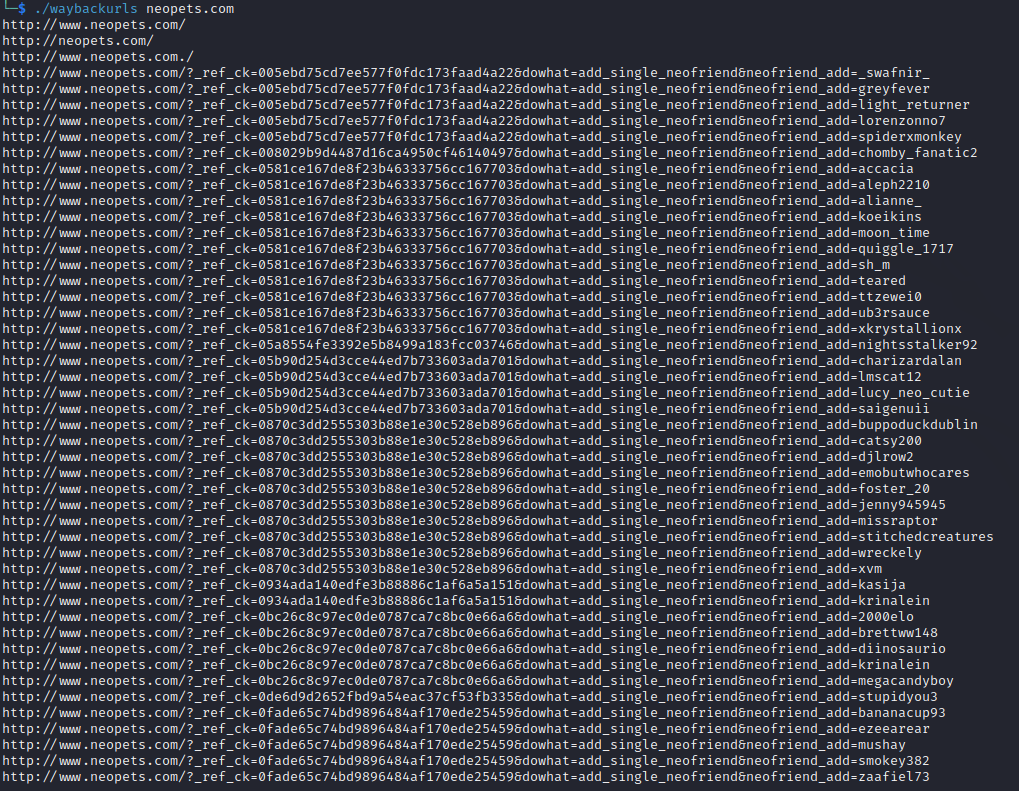 └─$ ./waybackurls neopets.com
http://www.neopets.com/
http://neopets.com/
http://www.neopets.com./
http://www.neopets.com/?_ref_ck=005ebd75cd7ee577f0fdc173faad4a22&dowhat=add_single_neofriend&neofriend_add=_swafnir_
http://www.neopets.com/?_ref_ck=005ebd75cd7ee577f0fdc173faad4a22&dowhat=add_single_neofriend&neofriend_add=greyfever
http://www.neopets.com/?_ref_ck=005ebd75cd7ee577f0fdc173faad4a22&dowhat=add_single_neofriend&neofriend_add=light_returner
http://www.neopets.com/?_ref_ck=005ebd75cd7ee577f0fdc173faad4a22&dowhat=add_single_neofriend&neofriend_add=lorenzonno7
http://www.neopets.com/?_ref_ck=005ebd75cd7ee577f0fdc173faad4a22&dowhat=add_single_neofriend&neofriend_add=spiderxmonkey
http://www.neopets.com/?_ref_ck=008029b9d4487d16ca4950cf46140497&dowhat=add_single_neofriend&neofriend_add=chomby_fanatic2
http://www.neopets.com/?_ref_ck=0581ce167de8f23b46333756cc167703&dowhat=add_single_neofriend&neofriend_add=accacia
http://www.neopets.com/?_ref_ck=0581ce167de8f23b46333756cc167703&dowhat=add_single_neofriend&neofriend_add=aleph2210
http://www.neopets.com/?_ref_ck=0581ce167de8f23b46333756cc167703&dowhat=add_single_neofriend&neofriend_add=alianne_
http://www.neopets.com/?_ref_ck=0581ce167de8f23b46333756cc167703&dowhat=add_single_neofriend&neofriend_add=koeikins
http://www.neopets.com/?_ref_ck=0581ce167de8f23b46333756cc167703&dowhat=add_single_neofriend&neofriend_add=moon_time
http://www.neopets.com/?_ref_ck=0581ce167de8f23b46333756cc167703&dowhat=add_single_neofriend&neofriend_add=quiggle_1717
http://www.neopets.com/?_ref_ck=0581ce167de8f23b46333756cc167703&dowhat=add_single_neofriend&neofriend_add=sh_m
http://www.neopets.com/?_ref_ck=0581ce167de8f23b46333756cc167703&dowhat=add_single_neofriend&neofriend_add=teared
http://www.neopets.com/?_ref_ck=0581ce167de8f23b46333756cc167703&dowhat=add_single_neofriend&neofriend_add=ttzewei0
http://www.neopets.com/?_ref_ck=0581ce167de8f23b46333756cc167703&dowhat=add_single_neofriend&neofriend_add=ub3rsauce
http://www.neopets.com/?_ref_ck=0581ce167de8f23b46333756cc167703&dowhat=add_single_neofriend&neofriend_add=xkrystallionx
http://www.neopets.com/?_ref_ck=05a8554fe3392e5b8499a183fcc03746&dowhat=add_single_neofriend&neofriend_add=nightsstalker92
http://www.neopets.com/?_ref_ck=05b90d254d3cce44ed7b733603ada701&dowhat=add_single_neofriend&neofriend_add=charizardalan
http://www.neopets.com/?_ref_ck=05b90d254d3cce44ed7b733603ada701&dowhat=add_single_neofriend&neofriend_add=lmscat12
http://www.neopets.com/?_ref_ck=05b90d254d3cce44ed7b733603ada701&dowhat=add_single_neofriend&neofriend_add=lucy_neo_cutie
http://www.neopets.com/?_ref_ck=05b90d254d3cce44ed7b733603ada701&dowhat=add_single_neofriend&neofriend_add=saigenuii
http://www.neopets.com/?_ref_ck=0870c3dd2555303b88e1e30c528eb896&dowhat=add_single_neofriend&neofriend_add=buppoduckdublin
http://www.neopets.com/?_ref_ck=0870c3dd2555303b88e1e30c528eb896&dowhat=add_single_neofriend&neofriend_add=catsy200
http://www.neopets.com/?_ref_ck=0870c3dd2555303b88e1e30c528eb896&dowhat=add_single_neofriend&neofriend_add=djlrow2
http://www.neopets.com/?_ref_ck=0870c3dd2555303b88e1e30c528eb896&dowhat=add_single_neofriend&neofriend_add=emobutwhocares
http://www.neopets.com/?_ref_ck=0870c3dd2555303b88e1e30c528eb896&dowhat=add_single_neofriend&neofriend_add=foster_20
http://www.neopets.com/?_ref_ck=0870c3dd2555303b88e1e30c528eb896&dowhat=add_single_neofriend&neofriend_add=jenny945945
http://www.neopets.com/?_ref_ck=0870c3dd2555303b88e1e30c528eb896&dowhat=add_single_neofriend&neofriend_add=missraptor
http://www.neopets.com/?_ref_ck=0870c3dd2555303b88e1e30c528eb896&dowhat=add_single_neofriend&neofriend_add=stitchedcreatures
http://www.neopets.com/?_ref_ck=0870c3dd2555303b88e1e30c528eb896&dowhat=add_single_neofriend&neofriend_add=wreckely
http://www.neopets.com/?_ref_ck=0870c3dd2555303b88e1e30c528eb896&dowhat=add_single_neofriend&neofriend_add=xvm
http://www.neopets.com/?_ref_ck=0934ada140edfe3b88886c1af6a5a151&dowhat=add_single_neofriend&neofriend_add=kasija
http://www.neopets.com/?_ref_ck=0934ada140edfe3b88886c1af6a5a151&dowhat=add_single_neofriend&neofriend_add=krinalein
http://www.neopets.com/?_ref_ck=0bc26c8c97ec0de0787ca7c8bc0e66a6&dowhat=add_single_neofriend&neofriend_add=2000elo
http://www.neopets.com/?_ref_ck=0bc26c8c97ec0de0787ca7c8bc0e66a6&dowhat=add_single_neofriend&neofriend_add=brettww148
http://www.neopets.com/?_ref_ck=0bc26c8c97ec0de0787ca7c8bc0e66a6&dowhat=add_single_neofriend&neofriend_add=diinosaurio
http://www.neopets.com/?_ref_ck=0bc26c8c97ec0de0787ca7c8bc0e66a6&dowhat=add_single_neofriend&neofriend_add=krinalein
http://www.neopets.com/?_ref_ck=0bc26c8c97ec0de0787ca7c8bc0e66a6&dowhat=add_single_neofriend&neofriend_add=megacandyboy
http://www.neopets.com/?_ref_ck=0de6d9d2652fbd9a54eac37cf53fb335&dowhat=add_single_neofriend&neofriend_add=stupidyou3
http://www.neopets.com/?_ref_ck=0fade65c74bd9896484af170ede25459&dowhat=add_single_neofriend&neofriend_add=bananacup93
http://www.neopets.com/?_ref_ck=0fade65c74bd9896484af170ede25459&dowhat=add_single_neofriend&neofriend_add=ezeearear
http://www.neopets.com/?_ref_ck=0fade65c74bd9896484af170ede25459&dowhat=add_single_neofriend&neofriend_add=mushay
http://www.neopets.com/?_ref_ck=0fade65c74bd9896484af170ede25459&dowhat=add_single_neofriend&neofriend_add=smokey382
http://www.neopets.com/?_ref_ck=0fade65c74bd9896484af170ede25459&dowhat=add_single_neofriend&neofriend_add=zaafiel73